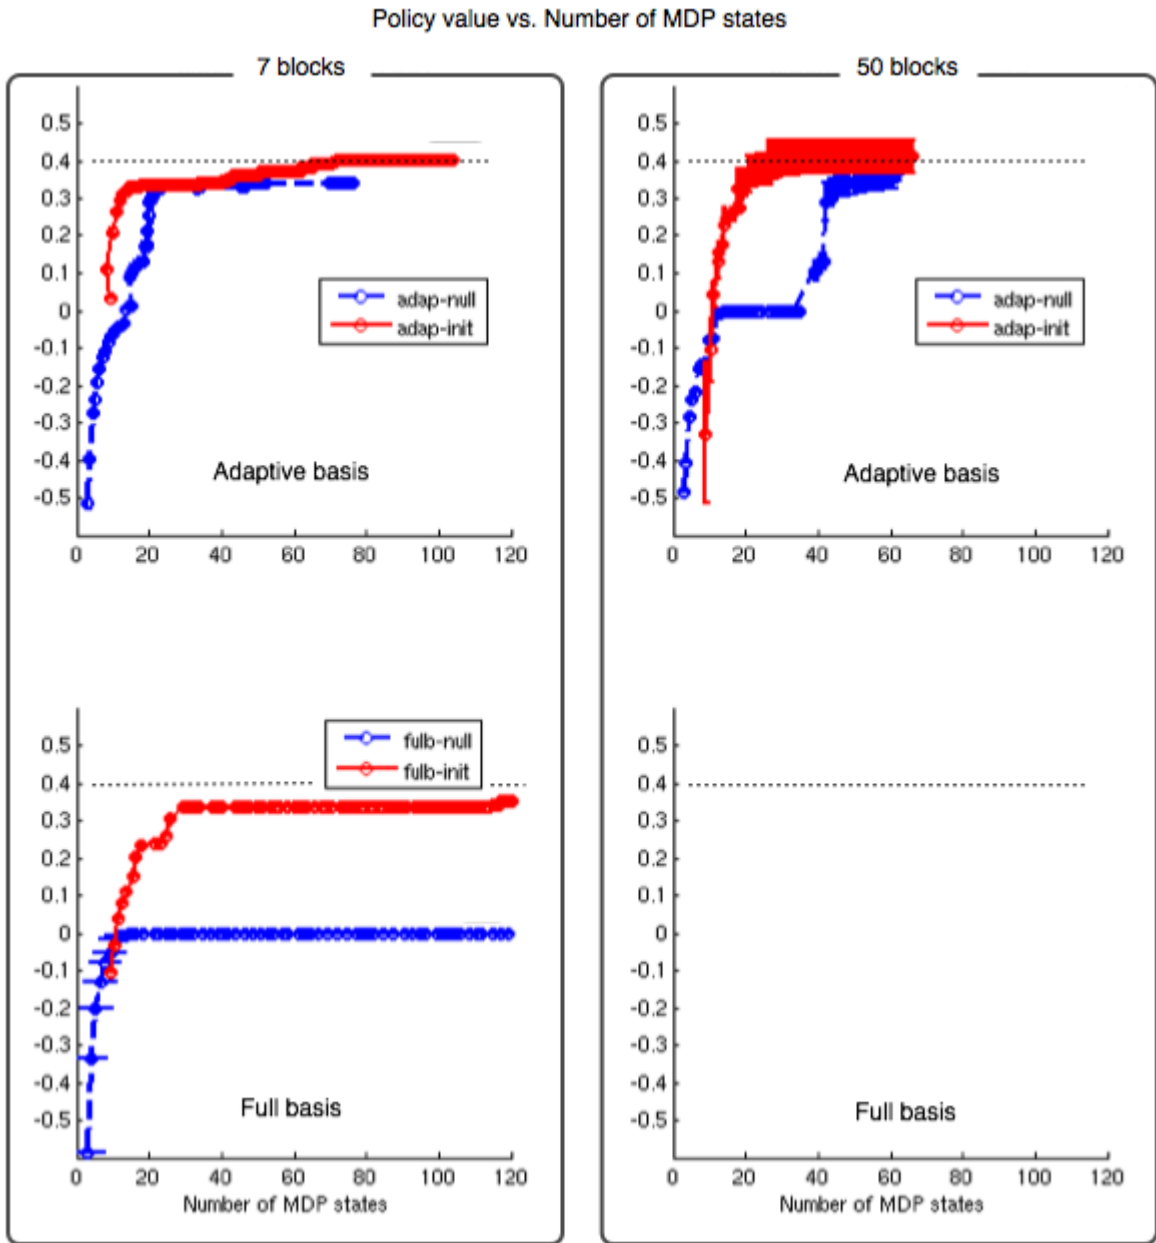 Policy value vs. Number of MDP states
7 blocks
0.5
0.4
0.3
0.2
0.1
0
-0.1
-0.2
-0.3
-0.4
-0.5
adap-null
adap-init
Adaptive basis
0 20 40 60 80 100 120
0.5
0.4
0.3
0.2
0.1
0
-0.1
-0.2
-0.3
-0.4
-0.5
fulb-null
fulb-init
Full basis
0 20 40 60 80 100 120
Number of MDP states
50 blocks
0.5
0.4
0.3
0.2
0.1
0
-0.1
-0.2
-0.3
-0.4
-0.5
adap-null
adap-init
Adaptive basis
0 20 40 60 80 100 120
0.5
0.4
0.3
0.2
0.1
0
-0.1
-0.2
-0.3
-0.4
-0.5
Full basis
0 20 40 60 80 100 120
Number of MDP states